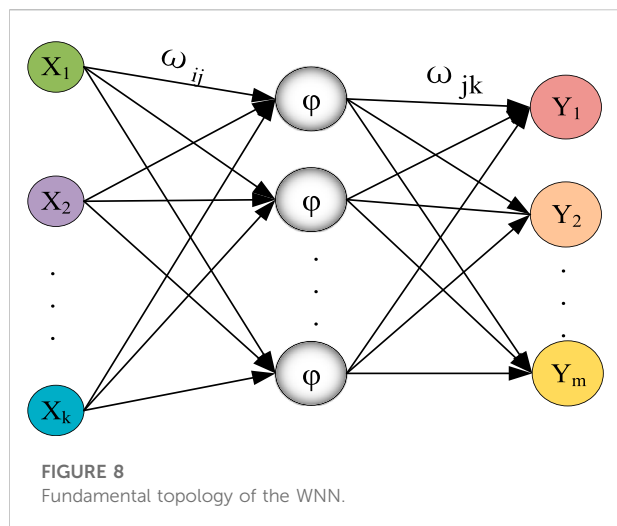 ω ij
ω jk
X1
φ
Y1
X2
φ
Y2
. . .
. . .
. . .
Xk
φ
Ym
FIGURE 8
Fundamental topology of the WNN.